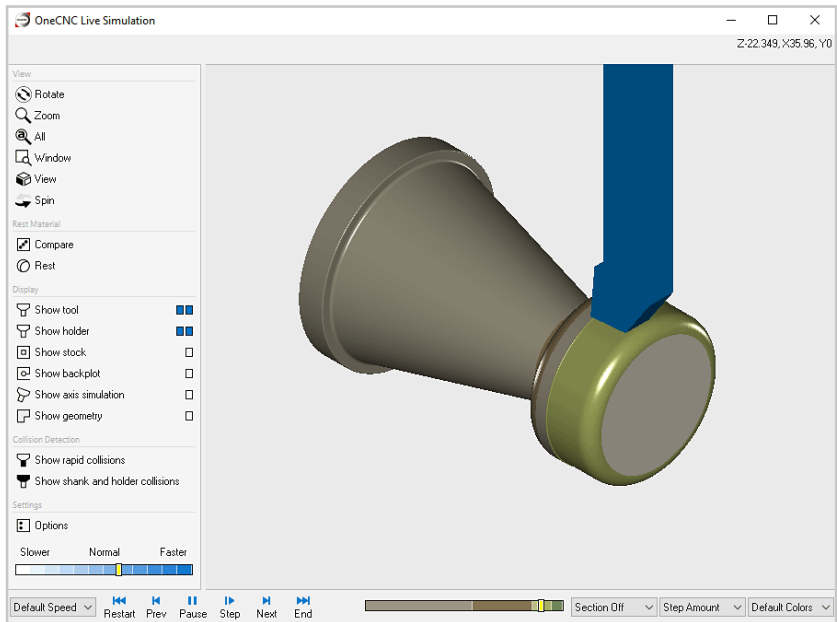 OneCNC Live Simulation
Z-22.349, X35.96, Y0
View
Rotate
Zoom
All
Window
View
Spin
Rest Material
Compare
Rest
Display
Show tool
Show holder
Show stock
Show backplot
Show axis simulation
Show geometry
Collision Detection
Show rapid collisions
Show shank and holder collisions
Settings
Options
Slower Normal Faster
Default Speed Restart Prev Pause Step Next End Section Off Step Amount Default Colors